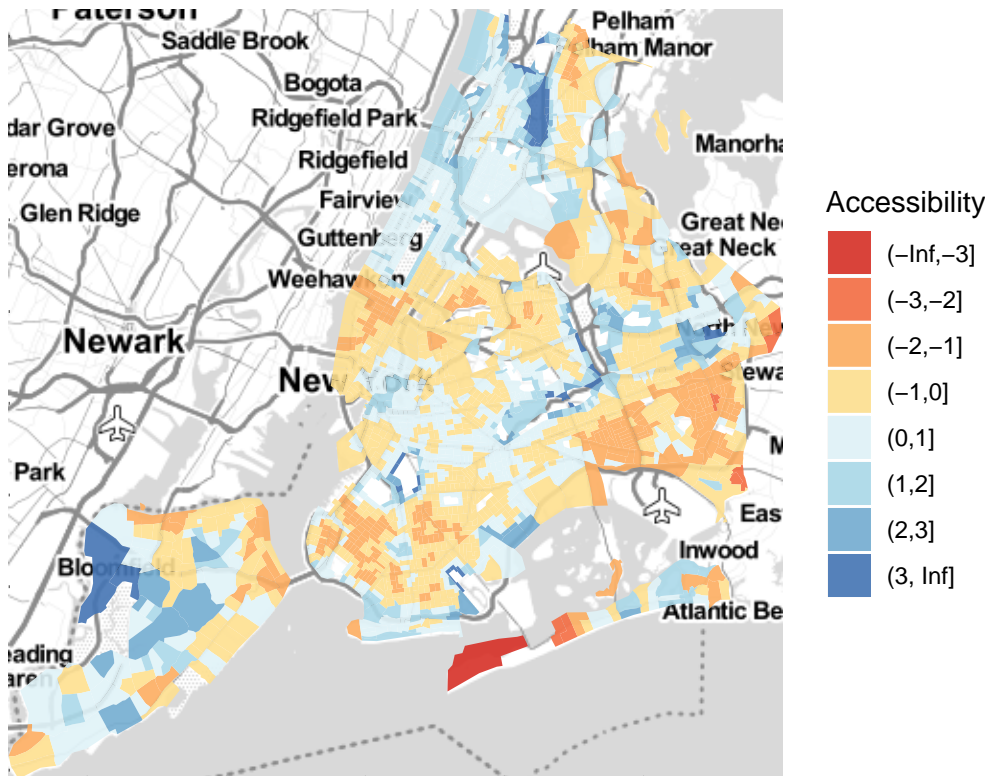 Paterson
Saddle Brook
Pelham
Pelham Manor
Bogota
Ridgefield Park
dar Grove
Manorha
erona
Ridgefield
Fairview
Glen Ridge
Great Nec
Guttenberg
Great Neck
Weehawken
Newark
New York
Stewa
Park
M
East
Inwood
Bloomfield
Atlantic Be
eading
aren
Accessibility
(−Inf,−3]
(−3,−2]
(−2,−1]
(−1,0]
(0,1]
(1,2]
(2,3]
(3, Inf]